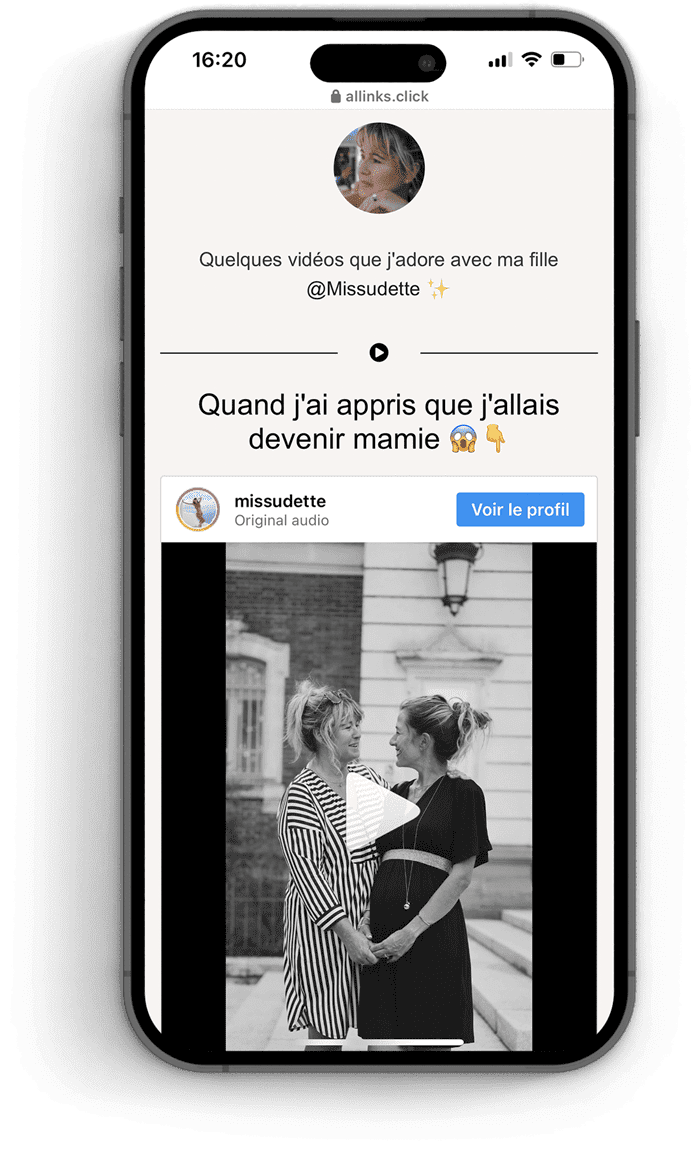 16:20
allinks.click
Quelques vidéos que j'adore avec ma fille
@Missudette ✨
Quand j'ai appris que j'allais
devenir mamie 😱👇
missudette
Original audio
Voir le profil